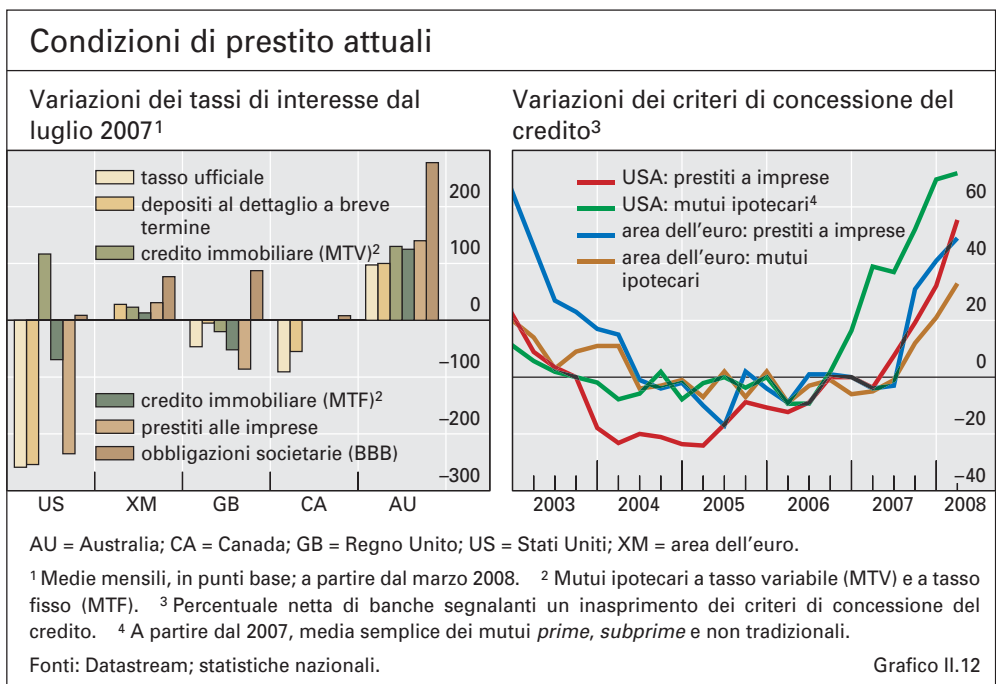 Condizioni di prestito attuali
Variazioni dei tassi di interesse dal
luglio 2007¹
tasso ufficiale
depositi al dettaglio a breve
termine
credito immobiliare (MTV)²
credito immobiliare (MTF)²
prestiti alle imprese
obbligazioni societarie (BBB)
200
100
0
–100
–200
–300
US XM GB CA AU
Variazioni dei criteri di concessione del
credito³
USA: prestiti a imprese
USA: mutui ipotecari⁴
area dell'euro: prestiti a imprese
area dell'euro: mutui
ipotecari
60
40
20
0
–20
–40
2003 2004 2005 2006 2007 2008
AU = Australia; CA = Canada; GB = Regno Unito; US = Stati Uniti; XM = area dell'euro.
¹ Medie mensili, in punti base; a partire dal marzo 2008. ² Mutui ipotecari a tasso variabile (MTV) e a tasso
fisso (MTF). ³ Percentuale netta di banche segnalanti un inasprimento dei criteri di concessione del
credito. ⁴ A partire dal 2007, media semplice dei mutui prime, subprime e non tradizionali.
Fonti: Datastream; statistiche nazionali. Grafico II.12